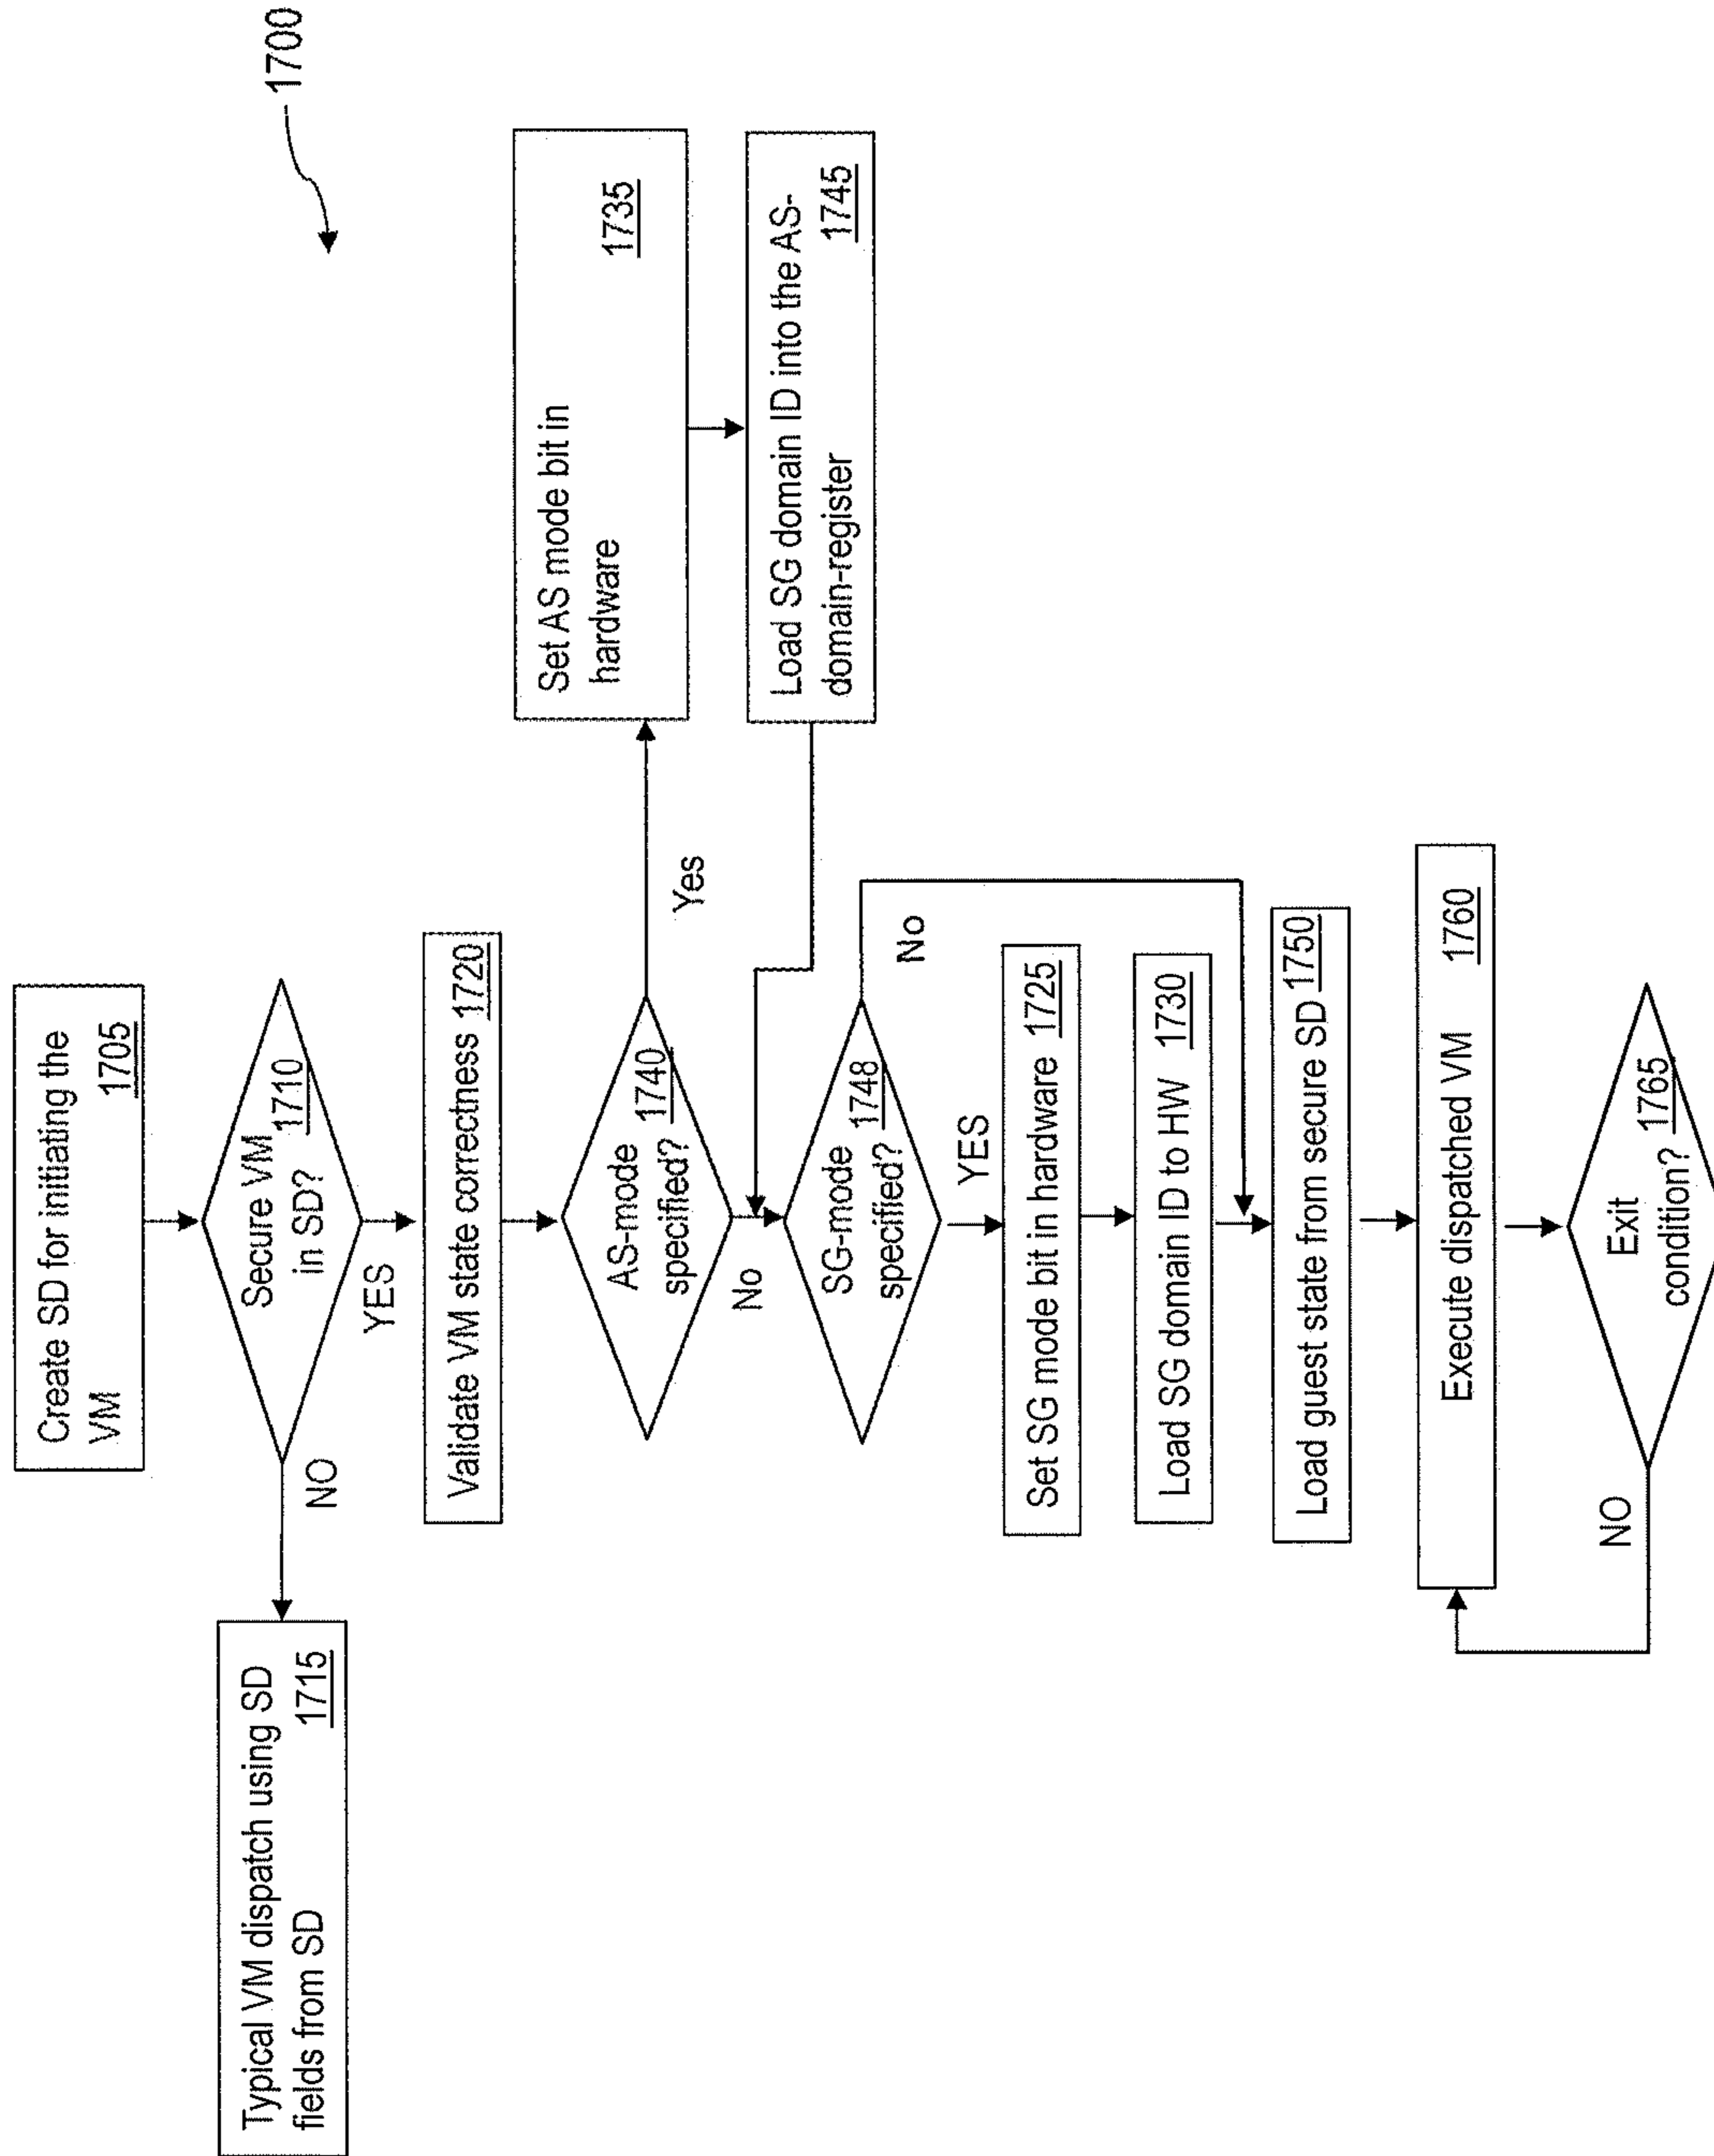 1700
Create SD for initiating the
VM 1705
Secure VM
in SD? 1710
NO
YES
Typical VM dispatch using SD
fields from SD 1715
Validate VM state correctness 1720
AS-mode
specified? 1740
Yes
No
Set AS mode bit in
hardware 1735
Load SG domain ID into the AS-
domain-register 1745
SG-mode
specified? 1748
No
YES
Set SG mode bit in hardware 1725
Load SG domain ID to HW 1730
Load guest state from secure SD 1750
Execute dispatched VM 1760
Exit
condition? 1765
NO